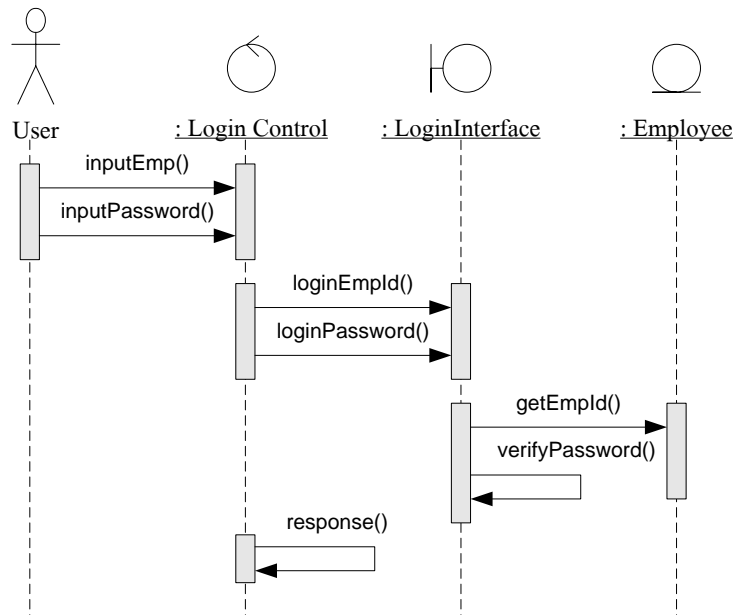 User
: Login Control
: LoginInterface
: Employee
inputEmp()
inputPassword()
loginEmpId()
loginPassword()
getEmpId()
verifyPassword()
response()